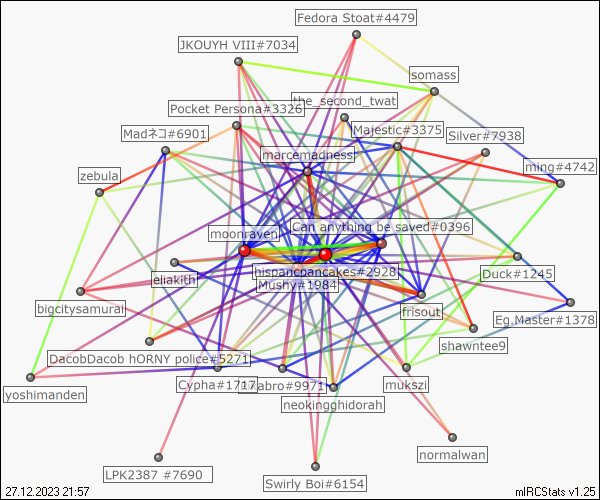 Fedora Stoat#4479
JKOUYH VIII#7034
somass
the_second_twat
Pocket Persona#3326
Majestic#3375
Silver#7938
Madネコ#6901
marcemadness
ming#4742
zebula
Can anything be saved#0396
moonraven
hispancpancakes#2928
Duck#1245
eliakith
Mushy#1984
bigcitysamurai
frisout
Eg.Master#1378
shawntee9
DacobDacob hORNY police#5271
Cypha#1717
abro#9971
mukszi
yoshimanden
neokingghidorah
normalwan
LPK2387 #7690
Swirly Boi#6154
27.12.2023 21:57
mIRCStats v1.25